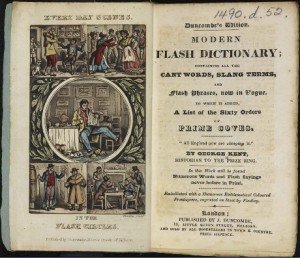 EVERY DAY SCENES
IN THE
FLASH CIRCLES.
1490.d.52.
Duncombe's Edition.
MODERN
FLASH DICTIONARY;
CONTAINING ALL THE
CANT WORDS, SLANG TERMS,
AND
Flash Phrases, now in Vogue.
TO WHICH IS ADDED,
A List of the Sixty Orders
OF
PRIME COVES.
"All England are slanging it."
BY GEORGE KENT,
HISTORIAN TO THE PRIZE RING.
In this Work will be found
Numerous Words and Flash Sayings
never before in Print.
Embellished with a Humorous Emblematical Coloured
Frontispiece, engraved on Steel by
London:
PUBLISHED BY J. DUNCOMBE,
19, LITTLE QUEEN STREET, HOLBORN,
AND SOLD BY ALL BOOKSELLERS IN TOWN & COUNTRY.
PRICE SIXPENCE.